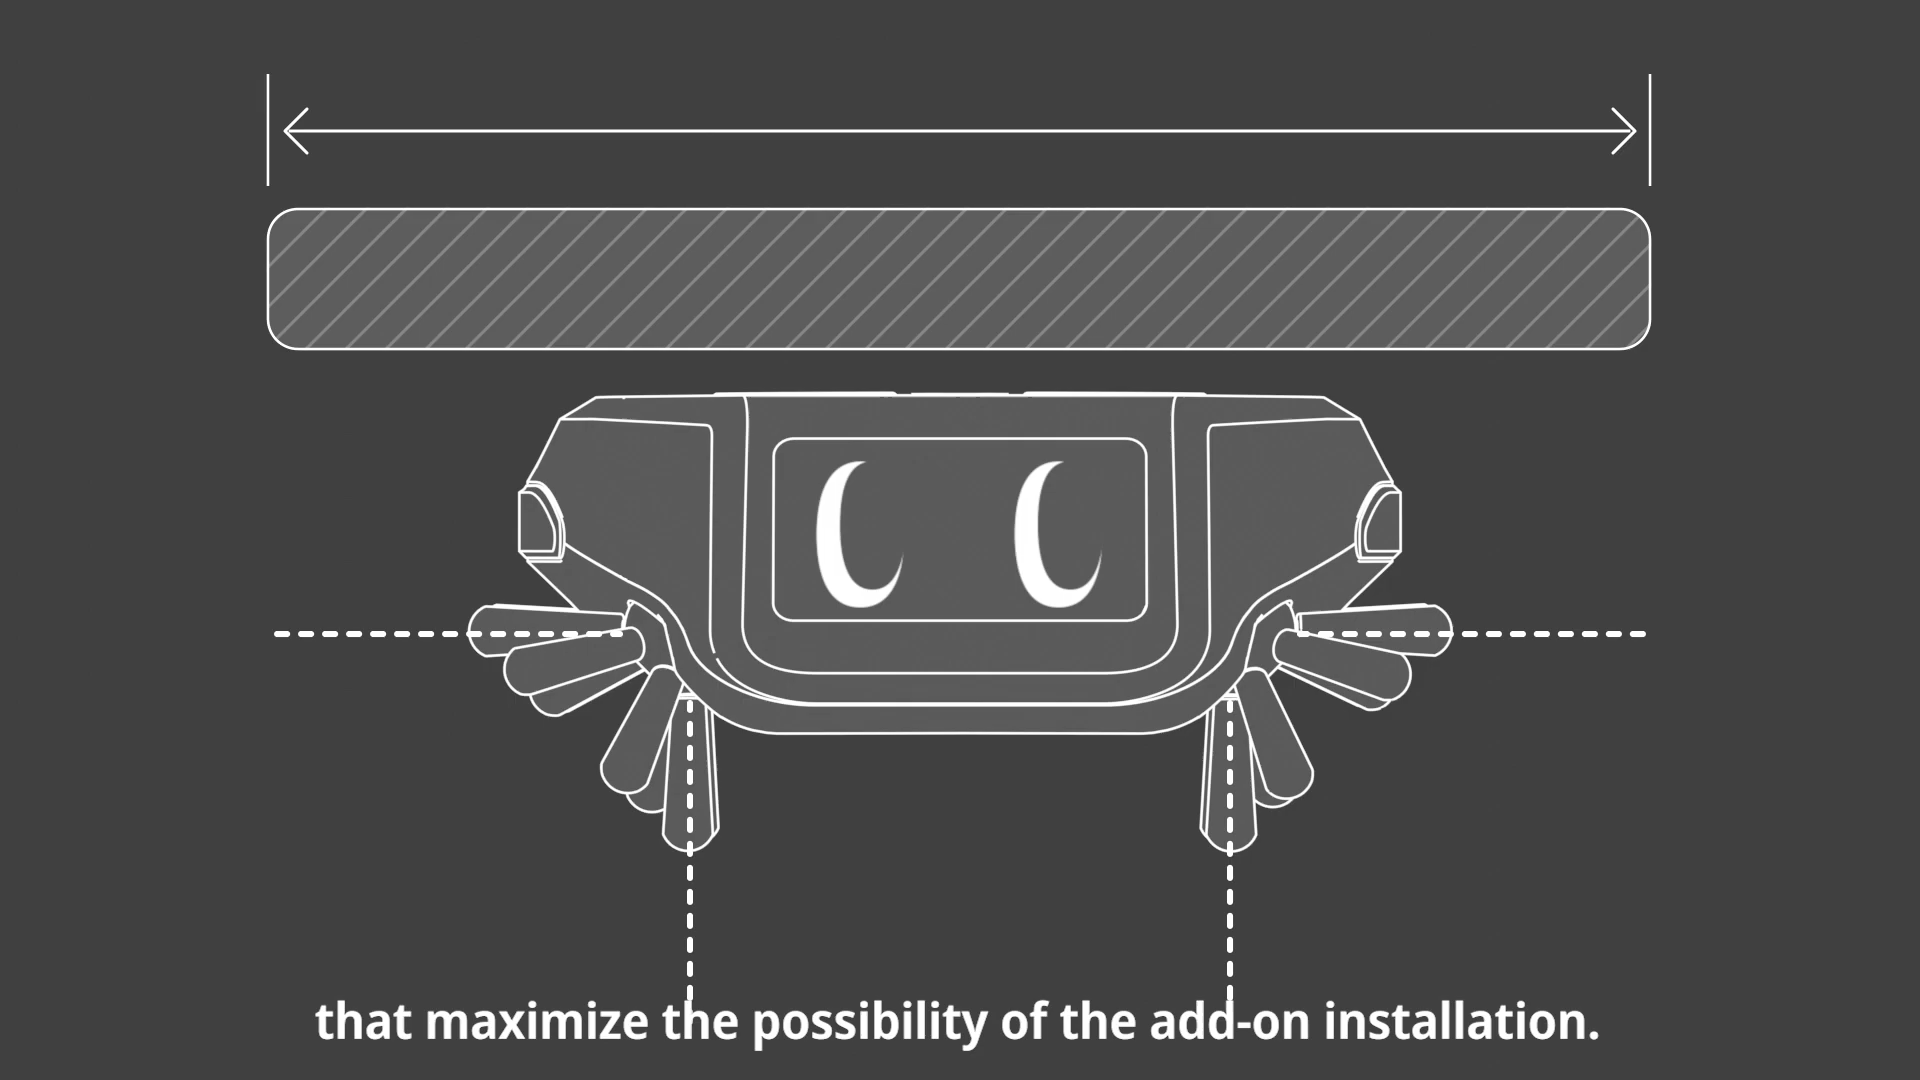 that maximize the possibility of the add-on installation.